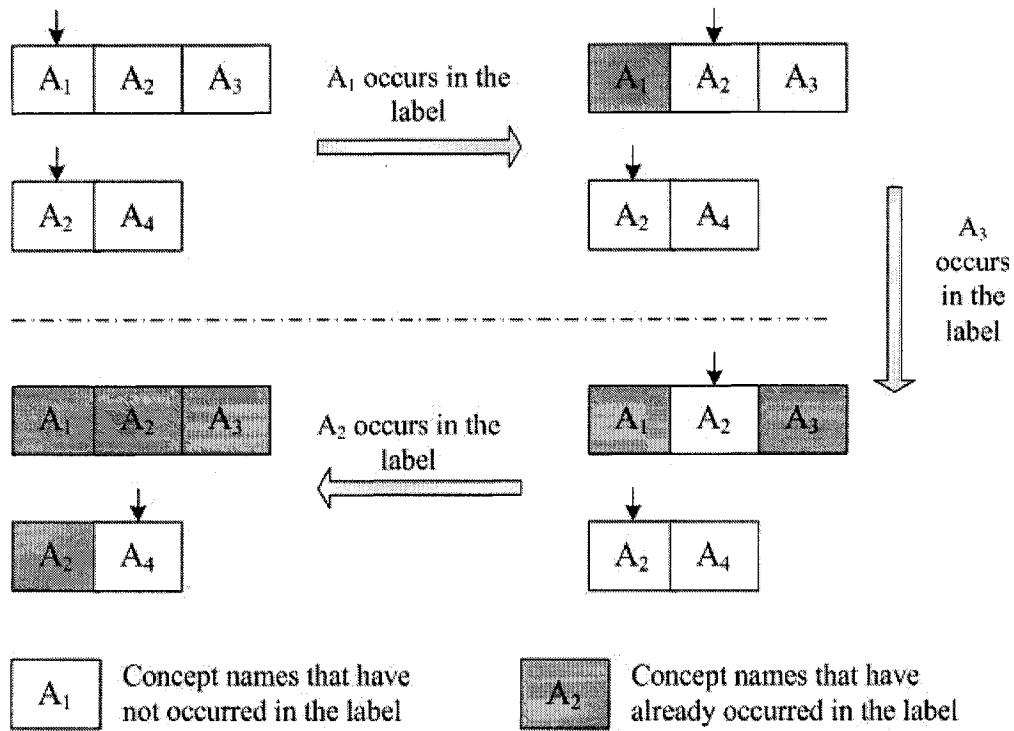 A₁ A₂ A₃
A₂ A₄
A₁ occurs in the
label
A₁ A₂ A₃
A₂ A₄
A₃
occurs
in the
label
A₁ A₂ A₃
A₂ A₄
A₂ occurs in the
label
A₁ A₂ A₃
A₂ A₄
A₁
Concept names that have
not occurred in the label
A₂
Concept names that have
already occurred in the label